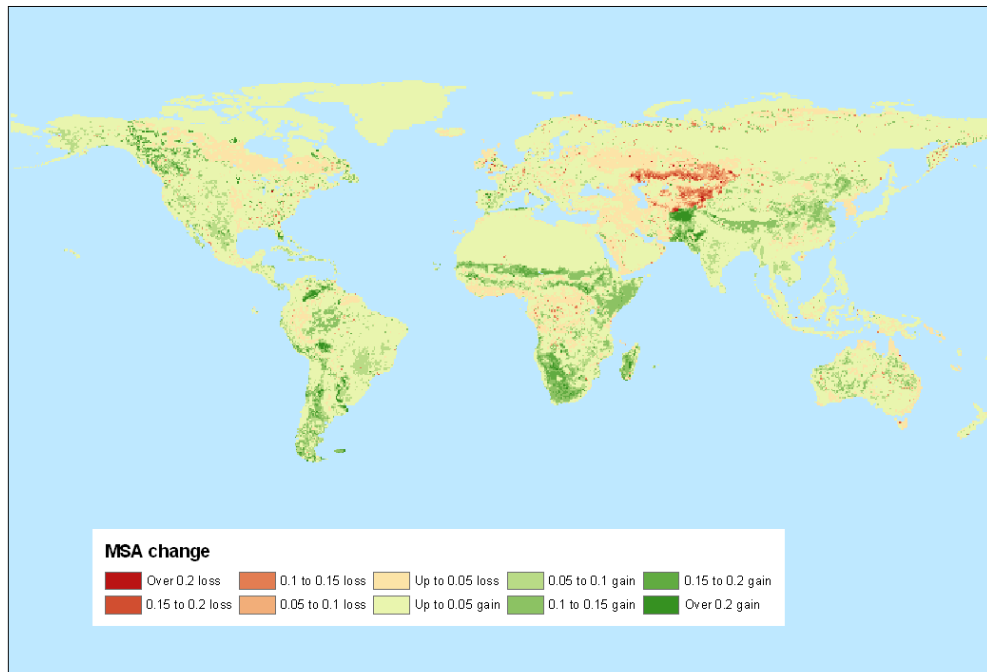 MSA change
Over 0.2 loss
0.1 to 0.15 loss
Up to 0.05 loss
0.05 to 0.1 gain
0.15 to 0.2 gain
0.15 to 0.2 loss
0.05 to 0.1 loss
Up to 0.05 gain
0.1 to 0.15 gain
Over 0.2 gain